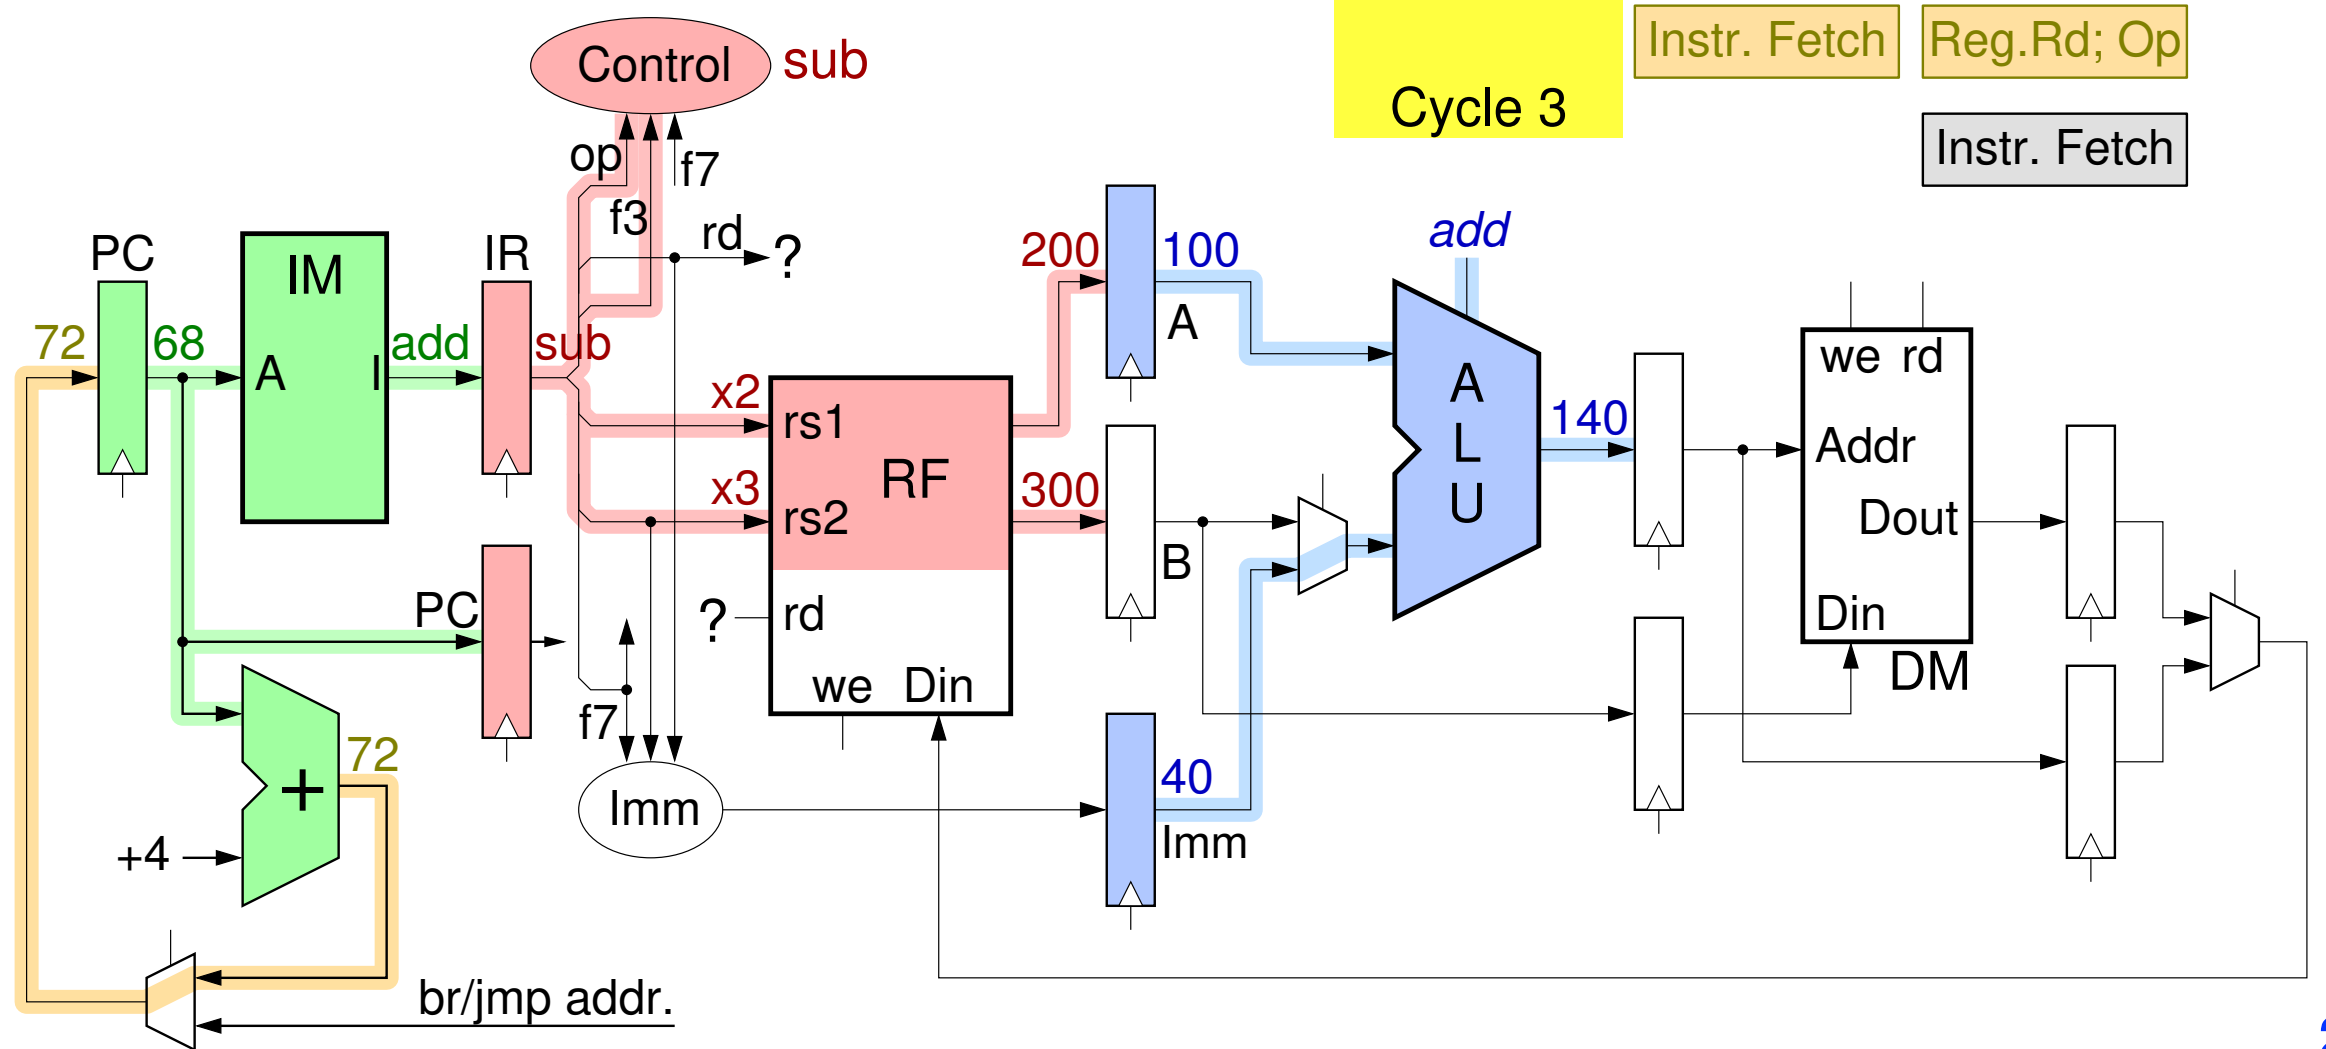 Control
sub
Cycle 3
Instr. Fetch
Reg.Rd; Op
Instr. Fetch
op
f7
f3
rd
?
PC
IM
IR
72
68
A
I
add
sub
200
100
A
add
x2
rs1
x3
rs2
RF
300
B
A
L
U
140
we rd
Addr
Dout
Din
DM
PC
?
rd
we Din
f7
72
+
+4
Imm
40
Imm
br/jmp addr.